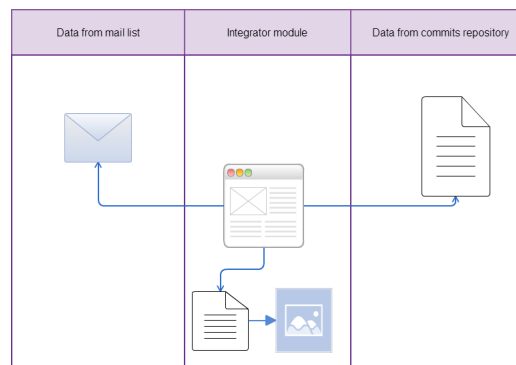 Data from mail list
Integrator module
Data from commits repository